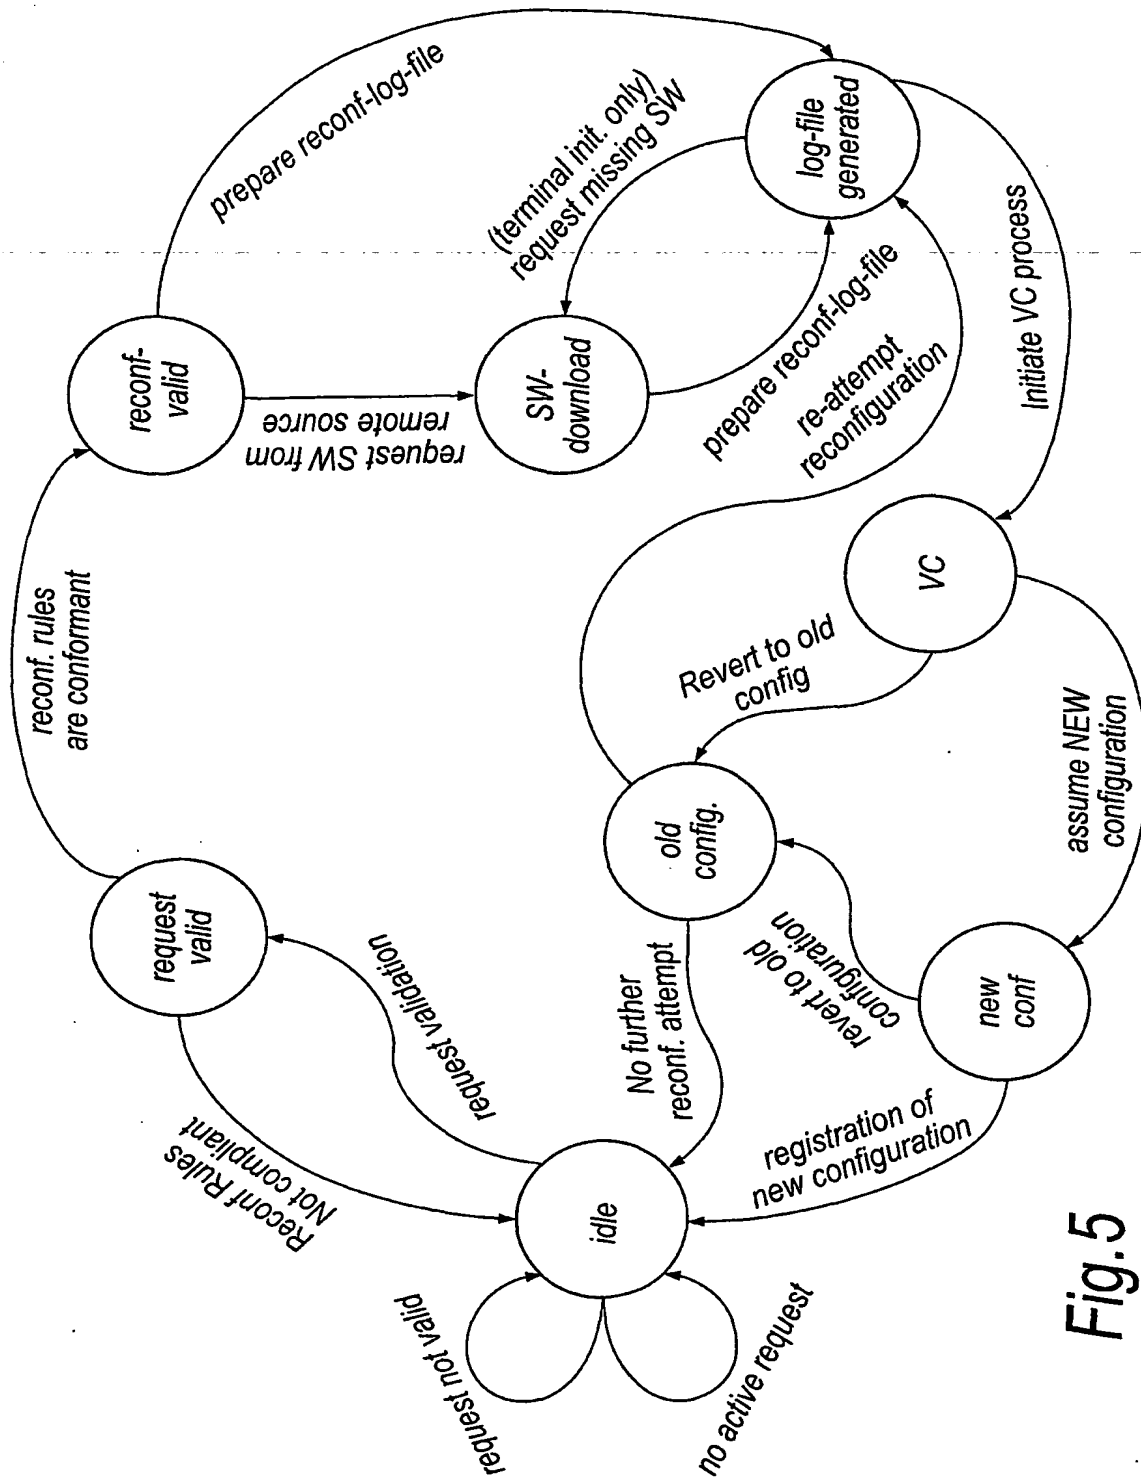 reconf. rules
are conformant
request
valid
reconf-
valid
prepare reconf-log-file
Reconf Rules
Not compliant
request validation
request SW from
remote source
(terminal init. only)
request missing SW
SW-
download
log-file
generated
prepare reconf-log-file
request not valid
idle
No further
reconf. attempt
old
config.
Revert to old
config
re-attempt
reconfiguration
no active request
registration of
new configuration
revert to old
configuration
VC
Initiate VC process
new
conf
assume NEW
configuration
Fig.5